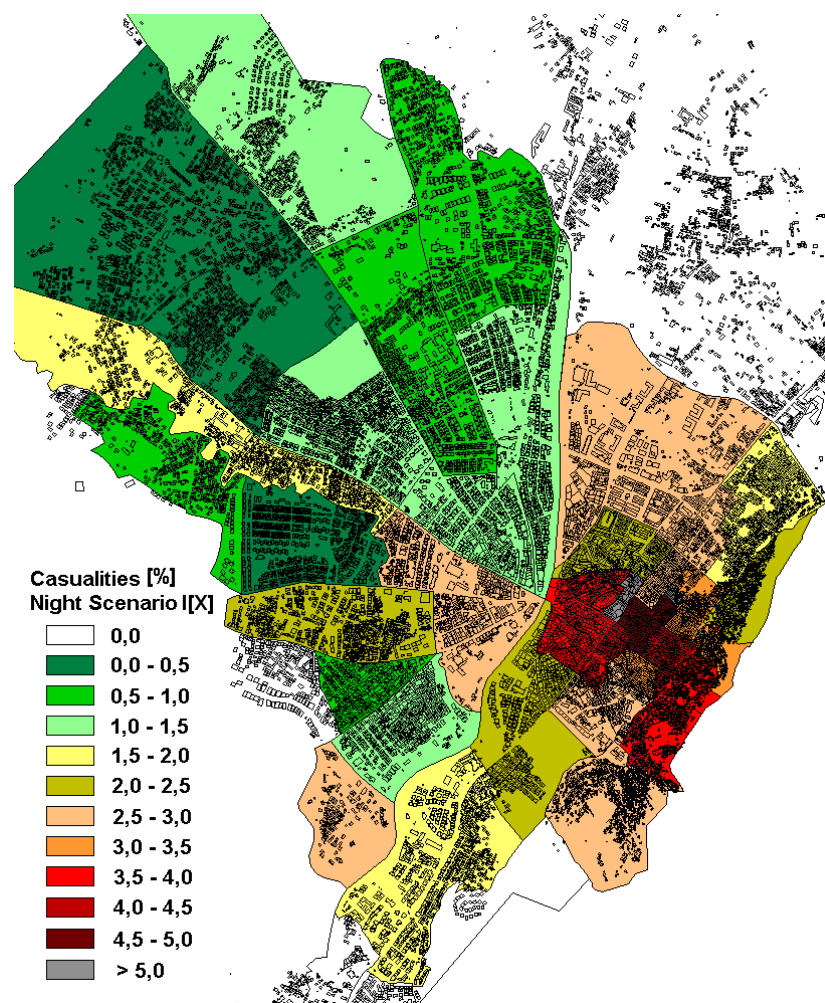 Casualities [%]
Night Scenario I[X]
0,0
0,0 - 0,5
0,5 - 1,0
1,0 - 1,5
1,5 - 2,0
2,0 - 2,5
2,5 - 3,0
3,0 - 3,5
3,5 - 4,0
4,0 - 4,5
4,5 - 5,0
> 5,0